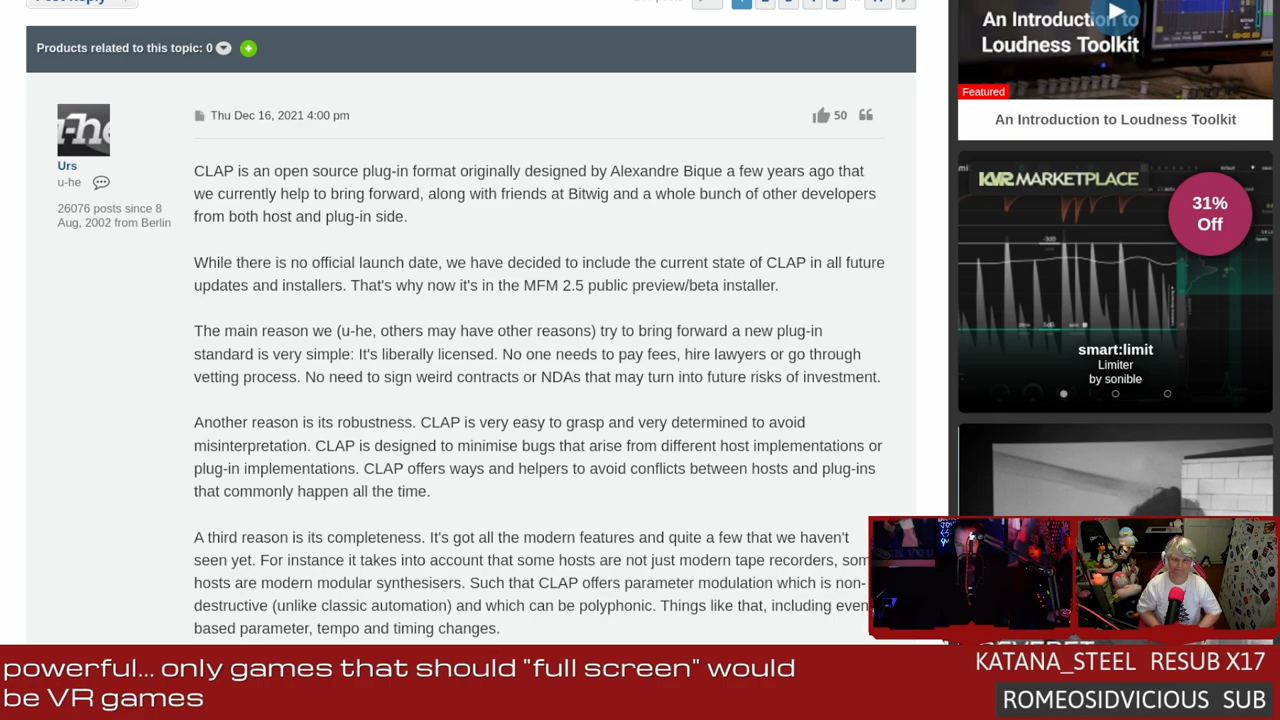 Products related to this topic: 0
Urs
u-he
26076 posts since 8
Aug, 2002 from Berlin
Thu Dec 16, 2021 4:00 pm
50
CLAP is an open source plug-in format originally designed by Alexandre Bique a few years ago that
we currently help to bring forward, along with friends at Bitwig and a whole bunch of other developers
from both host and plug-in side.
While there is no official launch date, we have decided to include the current state of CLAP in all future
updates and installers. That's why now it's in the MFM 2.5 public preview/beta installer.
The main reason we (u-he, others may have other reasons) try to bring forward a new plug-in
standard is very simple: It's liberally licensed. No one needs to pay fees, hire lawyers or go through
vetting process. No need to sign weird contracts or NDAs that may turn into future risks of investment.
Another reason is its robustness. CLAP is very easy to grasp and very determined to avoid
misinterpretation. CLAP is designed to minimise bugs that arise from different host implementations or
plug-in implementations. CLAP offers ways and helpers to avoid conflicts between hosts and plug-ins
that commonly happen all the time.
A third reason is its completeness. It's got all the modern features and quite a few that we haven't
seen yet. For instance it takes into account that some hosts are not just modern tape recorders, som
hosts are modern modular synthesisers. Such that CLAP offers parameter modulation which is non-
destructive (unlike classic automation) and which can be polyphonic. Things like that, including even
based parameter, tempo and timing changes.
An Introduction to
Loudness Toolkit
Featured
An Introduction to Loudness Toolkit
KVR MARKETPLACE
31%
Off
smart:limit
Limiter
by sonible
powerful... only games that should "full screen" would
be VR games
KATANA_STEEL RESUB X17
ROMEOSIDVICIOUS SUB